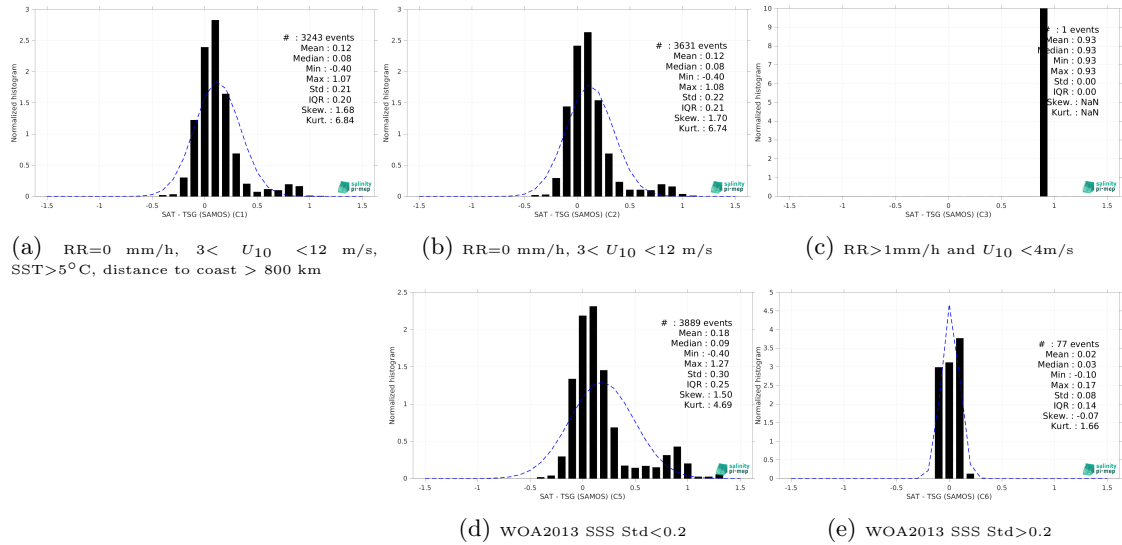 3
2.5
2
1.5
1
0.5
0
Normalized histogram
# : 3243 events
Mean : 0.12
Median : 0.08
Min : -0.40
Max : 1.07
Std : 0.21
IQR : 0.20
Skew. : 1.68
Kurt. : 6.84
salinity
pi-mep
-1.5 -1 -0.5 0 0.5 1 1.5
SAT - TSG (SAMOS) (C1)
(a) RR=0 mm/h, 3< U10 <12 m/s,
SST>5°C, distance to coast > 800 km
3
2.5
2
1.5
1
0.5
0
Normalized histogram
# : 3631 events
Mean : 0.12
Median : 0.08
Min : -0.40
Max : 1.08
Std : 0.22
IQR : 0.21
Skew. : 1.70
Kurt. : 6.74
salinity
pi-mep
-1.5 -1 -0.5 0 0.5 1 1.5
SAT - TSG (SAMOS) (C2)
(b) RR=0 mm/h, 3< U10 <12 m/s
10
9
8
7
6
5
4
3
2
1
0
Normalized histogram
# : 1 events
Mean : 0.93
Median : 0.93
Min : 0.93
Max : 0.93
Std : 0.00
IQR : 0.00
Skew. : NaN
Kurt. : NaN
salinity
pi-mep
-1.5 -1 -0.5 0 0.5 1 1.5
SAT - TSG (SAMOS) (C3)
(c) RR>1mm/h and U10 <4m/s
2.5
2
1.5
1
0.5
0
Normalized histogram
# : 3889 events
Mean : 0.18
Median : 0.09
Min : -0.40
Max : 1.27
Std : 0.30
IQR : 0.25
Skew. : 1.50
Kurt. : 4.69
salinity
pi-mep
-1.5 -1 -0.5 0 0.5 1 1.5
SAT - TSG (SAMOS) (C5)
(d) WOA2013 SSS Std<0.2
5
4.5
4
3.5
3
2.5
2
1.5
1
0.5
0
Normalized histogram
# : 77 events
Mean : 0.02
Median : 0.03
Min : -0.10
Max : 0.17
Std : 0.08
IQR : 0.14
Skew. : -0.07
Kurt. : 1.66
salinity
pi-mep
-1.5 -1 -0.5 0 0.5 1 1.5
SAT - TSG (SAMOS) (C6)
(e) WOA2013 SSS Std>0.2